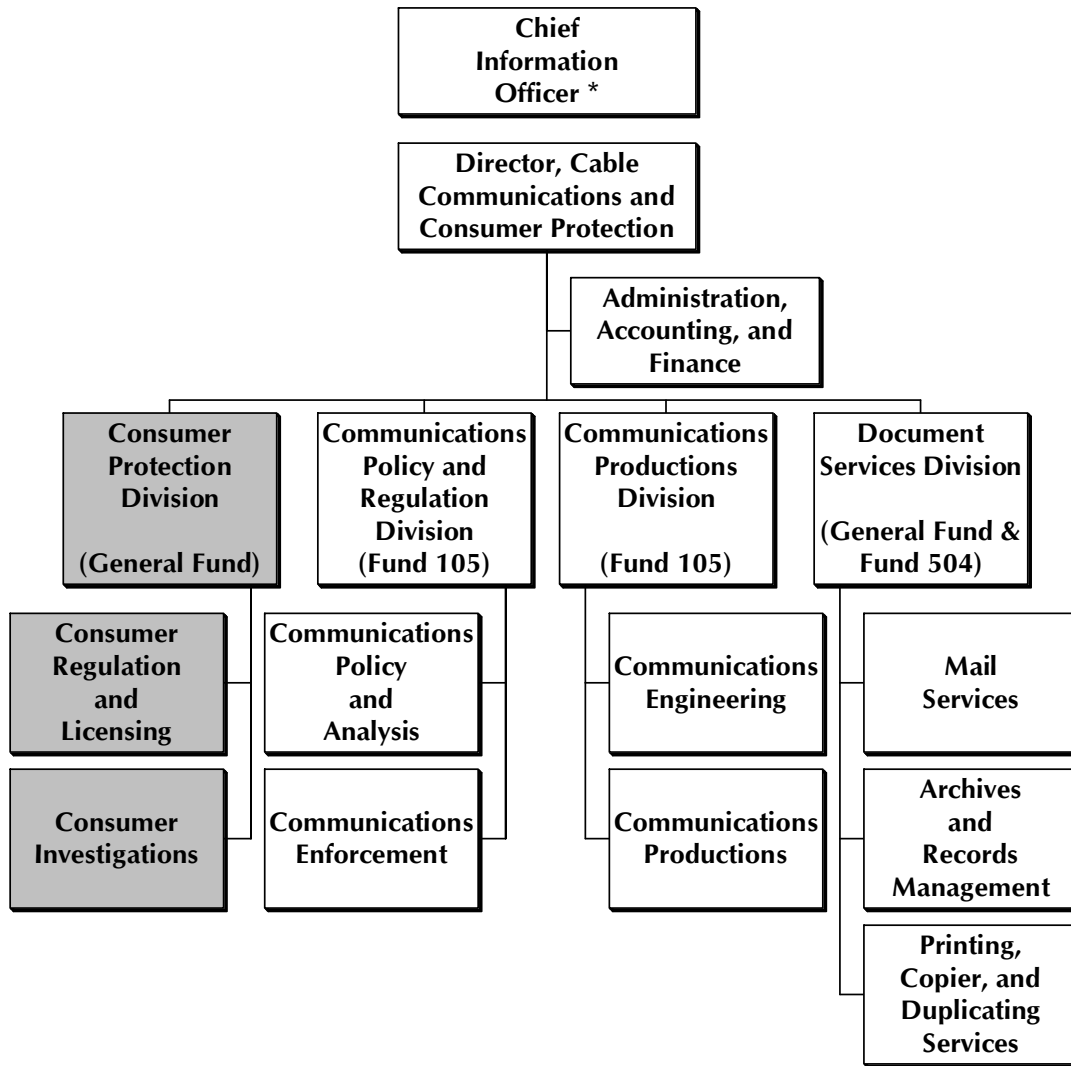 Chief
Information
Officer *
Director, Cable
Communications and
Consumer Protection
Administration,
Accounting, and
Finance
Consumer
Protection
Division
(General Fund)
Communications
Policy and
Regulation
Division
(Fund 105)
Communications
Productions
Division
(Fund 105)
Document
Services Division
(General Fund &
Fund 504)
Consumer
Regulation
and
Licensing
Communications
Policy
and
Analysis
Communications
Engineering
Mail
Services
Consumer
Investigations
Communications
Enforcement
Communications
Productions
Archives
and
Records
Management
Printing,
Copier, and
Duplicating
Services